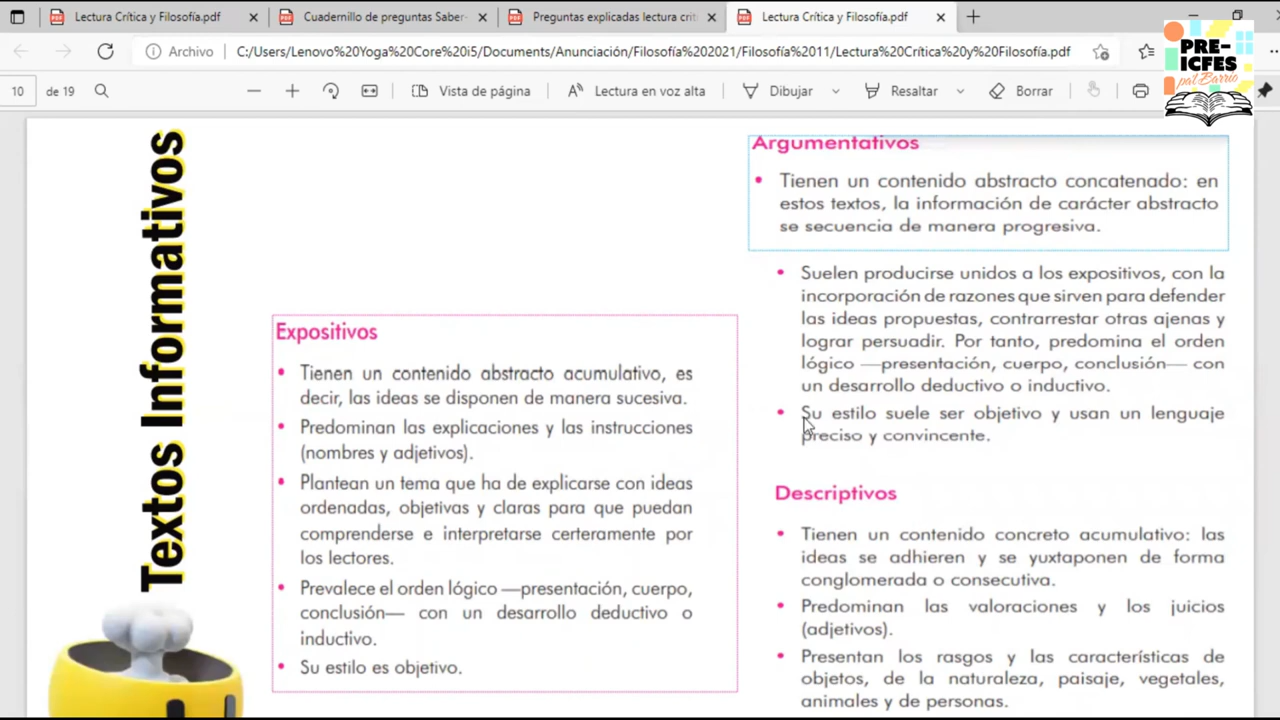 Lectura Crítica y Filosofía.pdf
Cuadernillo de preguntas Saber-
Preguntas explicadas lectura crit
Lectura Crítica y Filosofía.pdf
Archivo
C:/Users/Lenovo%20Yoga%20Core%20i5/Documents/Anunciación/Filosofía%202021/Filosofía%2011/Lectura%20Crítica%20y%20Filosofía.pdf
10
de 19
Vista de página
Lectura en voz alta
Dibujar
Resaltar
Borrar
PRE-
ICFES
pa'l Barrio
Textos Informativos
Expositivos
• Tienen un contenido abstracto acumulativo, es
decir, las ideas se disponen de manera sucesiva.
• Predominan las explicaciones y las instrucciones
(nombres y adjetivos).
• Plantean un tema que ha de explicarse con ideas
ordenadas, objetivas y claras para que puedan
comprenderse e interpretarse certeramente por
los lectores.
• Prevalece el orden lógico —presentación, cuerpo,
conclusión— con un desarrollo deductivo o
inductivo.
• Su estilo es objetivo.
Argumentativos
• Tienen un contenido abstracto concatenado: en
estos textos, la información de carácter abstracto
se secuencia de manera progresiva.
• Suelen producirse unidos a los expositivos, con la
incorporación de razones que sirven para defender
las ideas propuestas, contrarrestar otras ajenas y
lograr persuadir. Por tanto, predomina el orden
lógico —presentación, cuerpo, conclusión— con
un desarrollo deductivo o inductivo.
• Su estilo suele ser objetivo y usan un lenguaje
preciso y convincente.
Descriptivos
• Tienen un contenido concreto acumulativo: las
ideas se adhieren y se yuxtaponen de forma
conglomerada o consecutiva.
• Predominan las valoraciones y los juicios
(adjetivos).
• Presentan los rasgos y las características de
objetos, de la naturaleza, paisaje, vegetales,
animales y de personas.